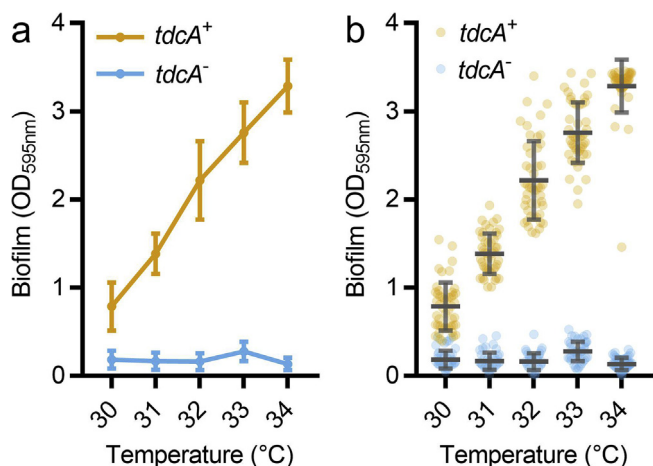 a
tdcA⁺
tdcA⁻
Biofilm (OD₅₉₅ₙₘ)
4
3
2
1
0
30 31 32 33 34
Temperature (°C)
b
tdcA⁺
tdcA⁻
Biofilm (OD₅₉₅ₙₘ)
4
3
2
1
0
30 31 32 33 34
Temperature (°C)